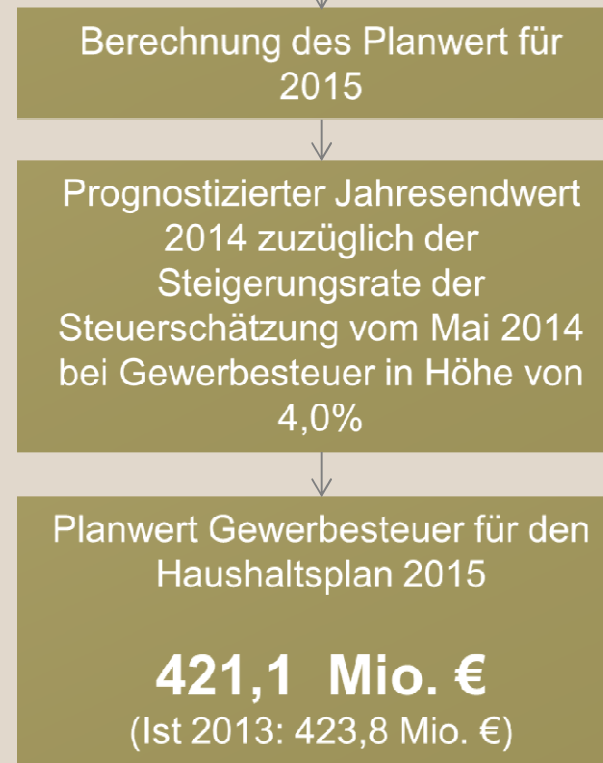 Berechnung des Planwert für
2015
Prognostizierter Jahresendwert
2014 zuzüglich der
Steigerungsrate der
Steuerschätzung vom Mai 2014
bei Gewerbesteuer in Höhe von
4,0%
Planwert Gewerbesteuer für den
Haushaltsplan 2015
421,1 Mio. €
(Ist 2013: 423,8 Mio. €)